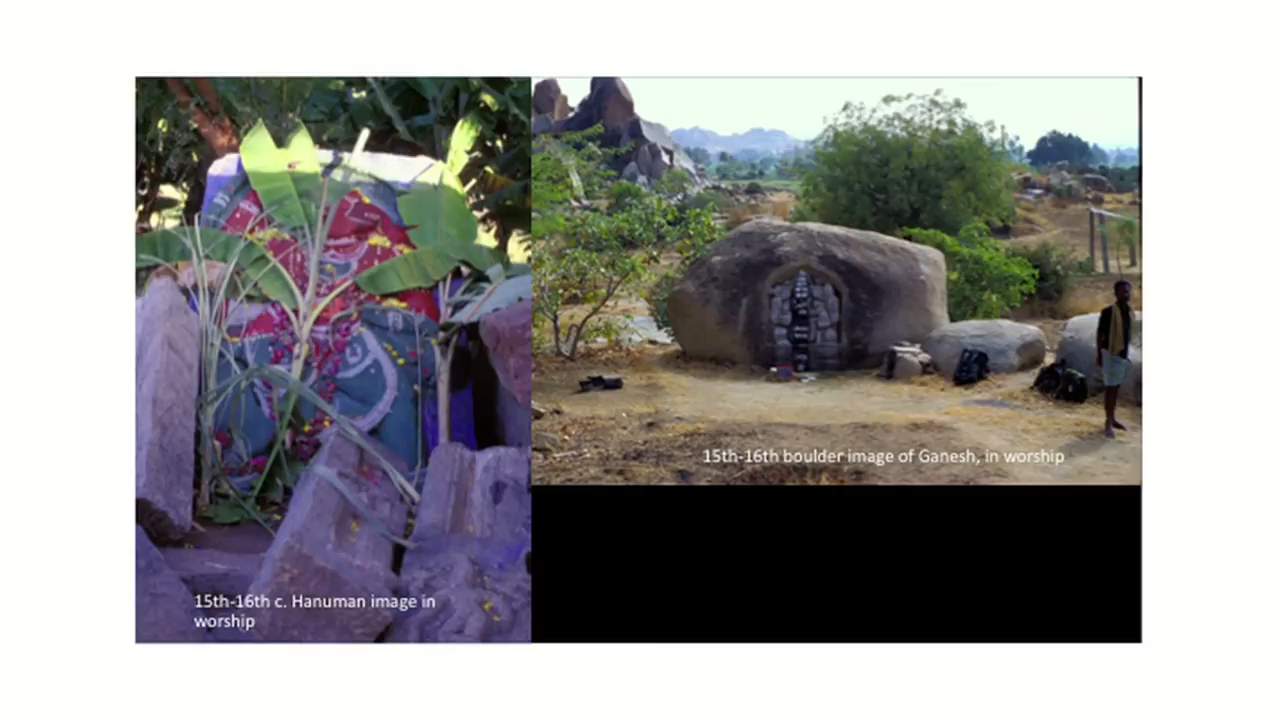 15th-16th c. Hanuman image in
worship
15th-16th boulder image of Ganesh, in worship